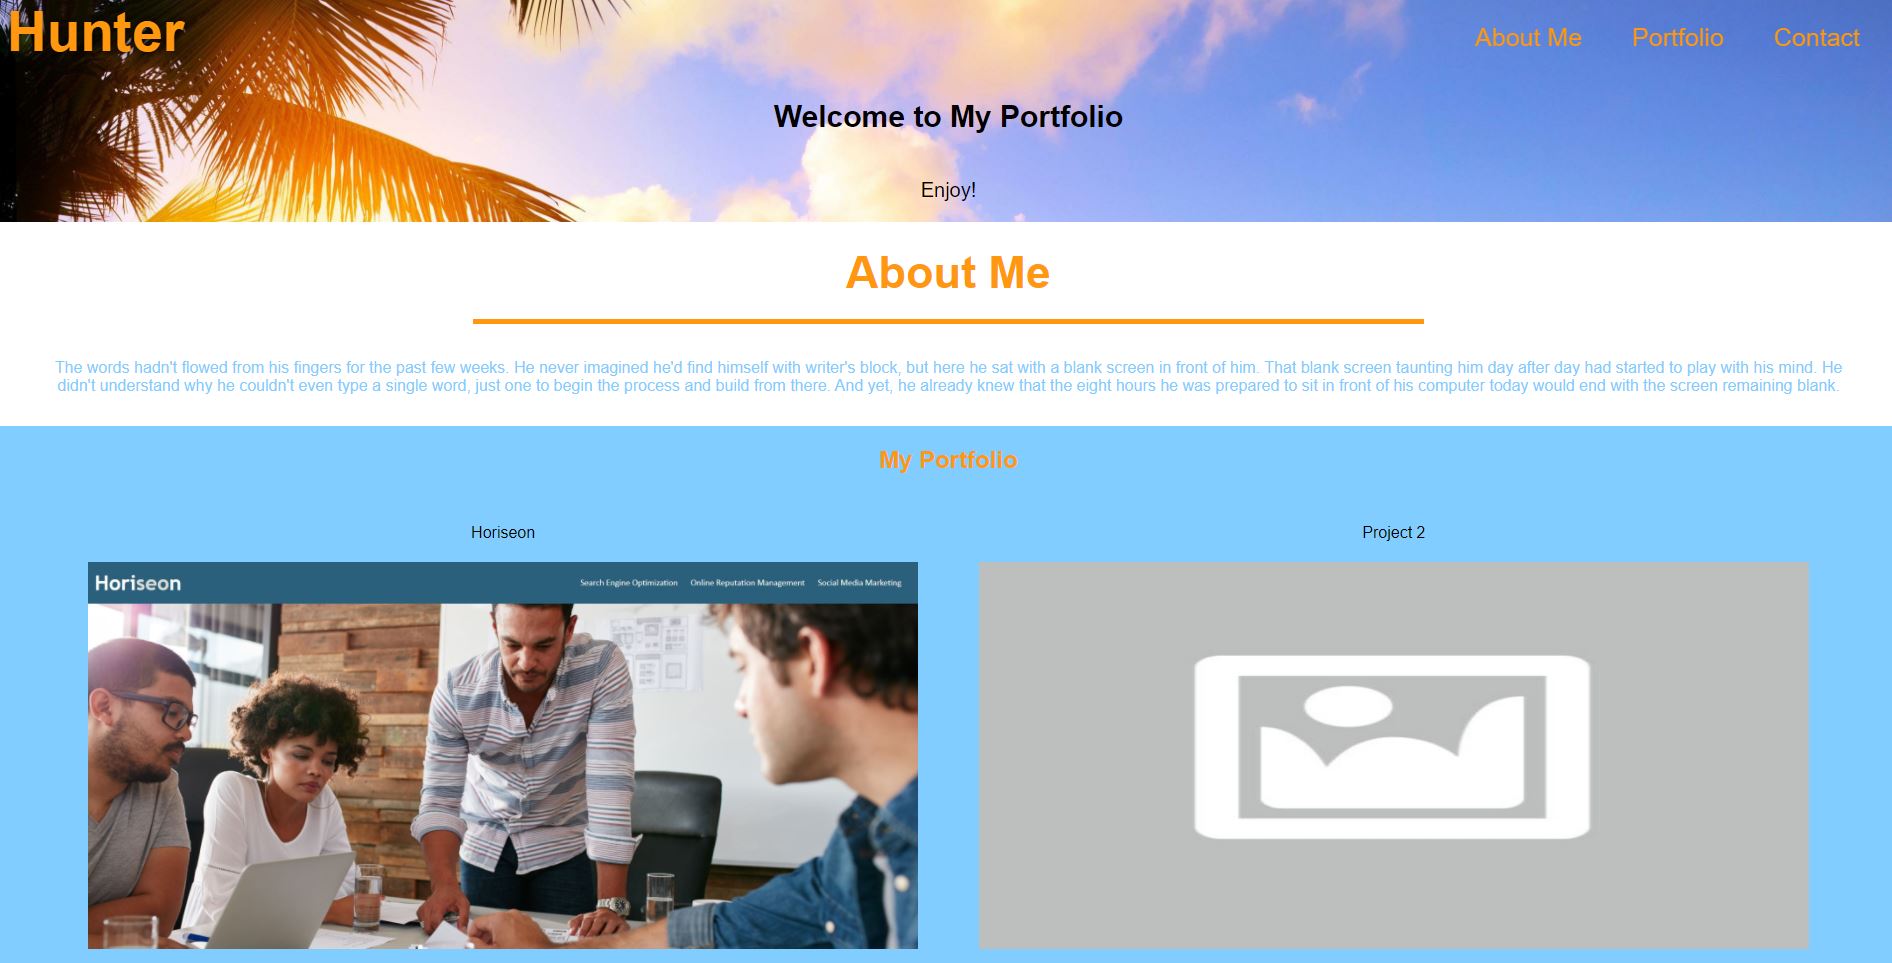 Hunter
About Me Portfolio Contact
Welcome to My Portfolio
Enjoy!
About Me
The words hadn't flowed from his fingers for the past few weeks. He never imagined he'd find himself with writer's block, but here he sat with a blank screen in front of him. That blank screen taunting him day after day had started to play with his mind. He
didn't understand why he couldn't even type a single word, just one to begin the process and build from there. And yet, he already knew that the eight hours he was prepared to sit in front of his computer today would end with the screen remaining blank.
My Portfolio
Horiseon
Project 2
Horiseon
Search Engine Optimization Online Reputation Management Social Media Marketing